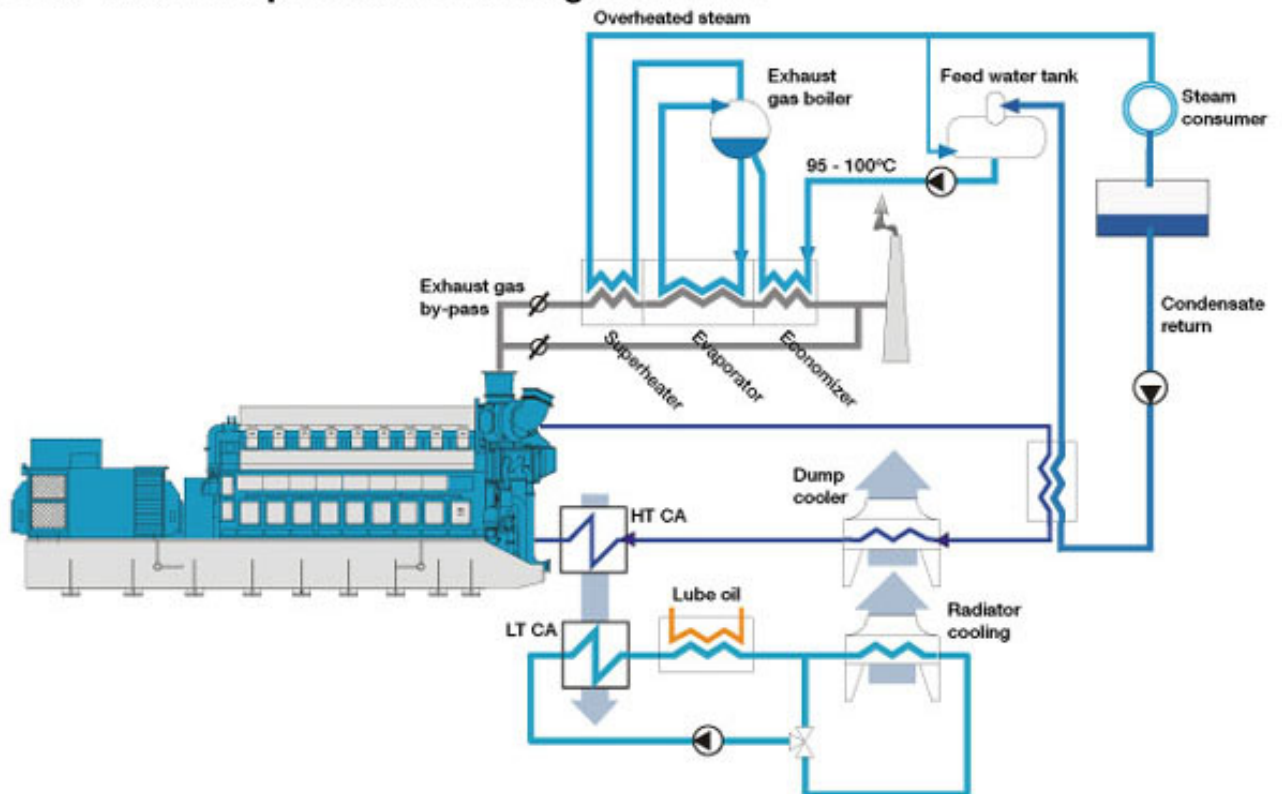 Overheated steam
Exhaust
gas boiler
Feed water tank
Steam
consumer
95 - 100ºC
Exhaust gas
by-pass
Condensate
return
Superheater
Evaporator
Economizer
Dump
cooler
HT CA
Lube oil
Radiator
cooling
LT CA